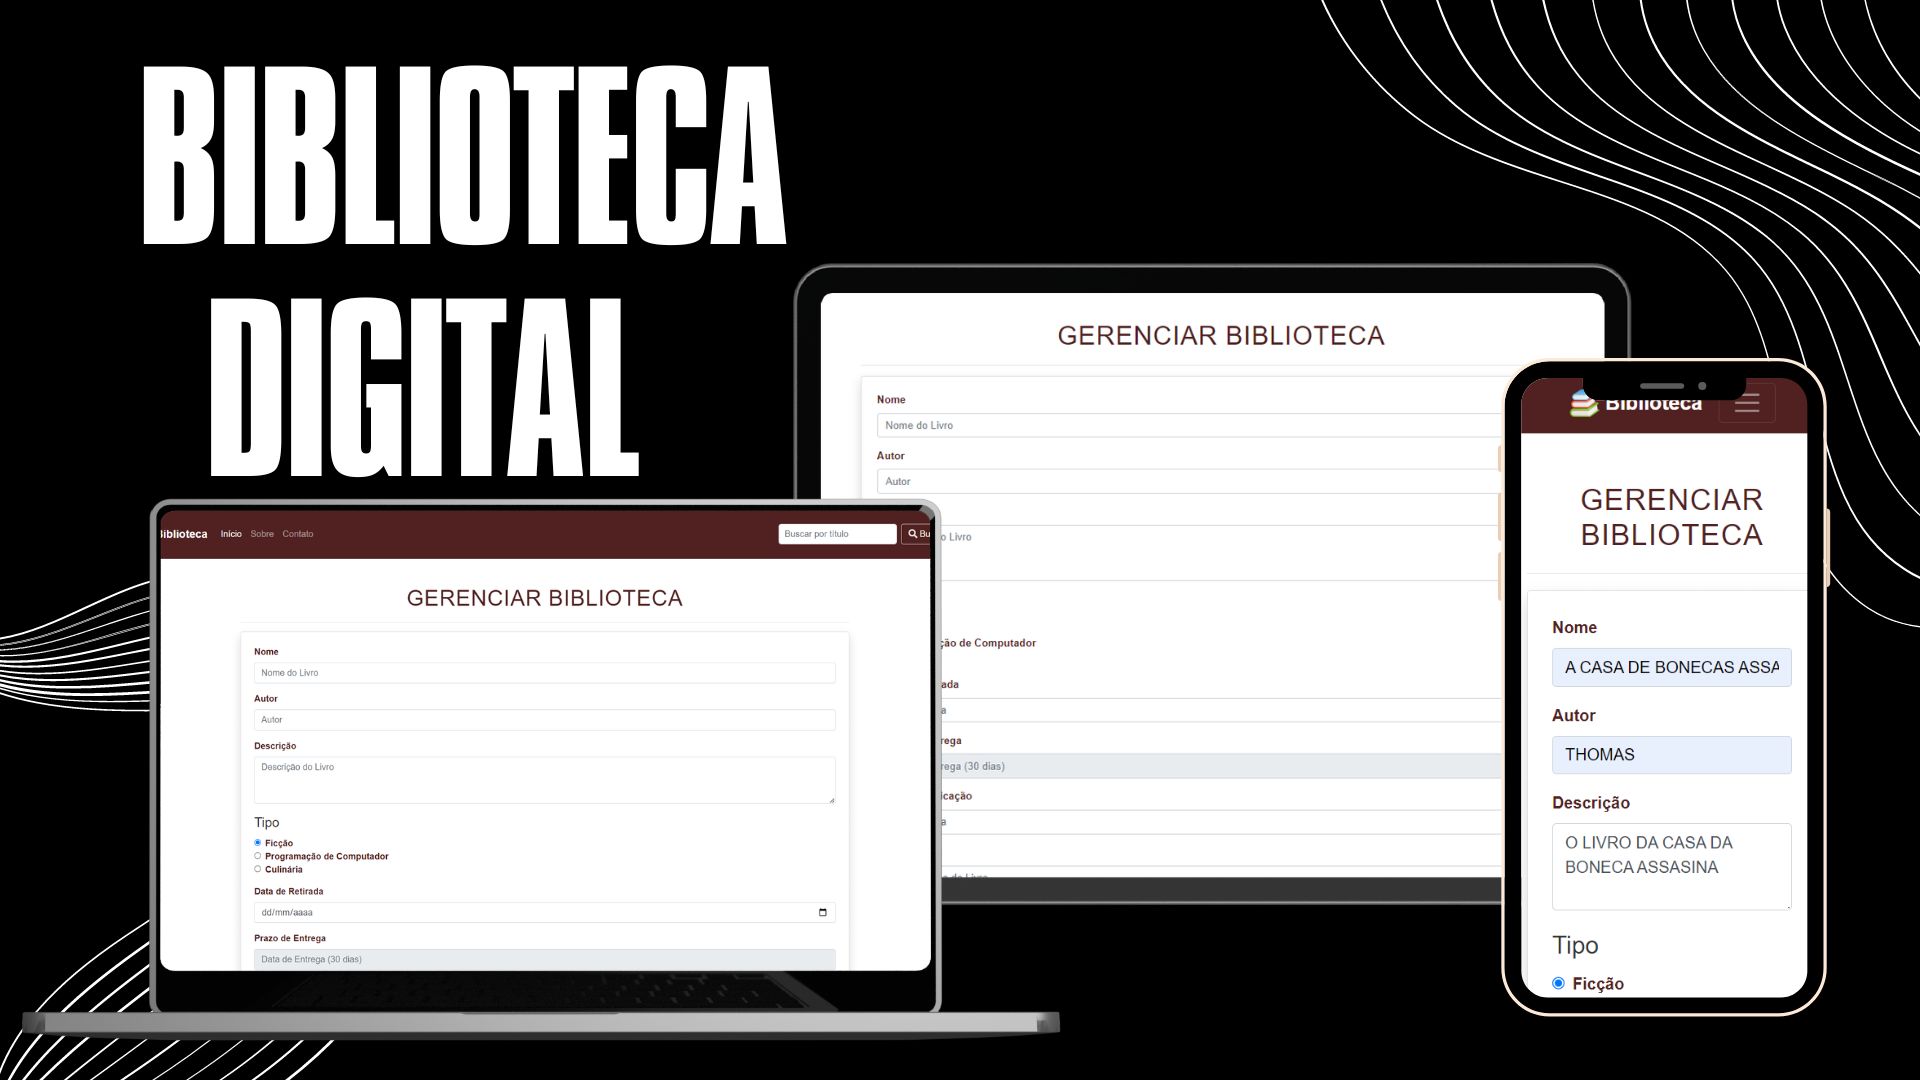 BIBLIOTECA
DIGITAL
GERENCIAR BIBLIOTECA
Nome
Nome do Livro
Autor
Autor
o Livro
ção de Computador
ada
a
rega
rega (30 dias)
icação
a
Biblioteca Início Sobre Contato Buscar por título Bu
GERENCIAR BIBLIOTECA
Nome
Nome do Livro
Autor
Autor
Descrição
Descrição do Livro
Tipo
Ficção
Programação de Computador
Culinária
Data de Retirada
dd/mm/aaaa
Prazo de Entrega
Data de Entrega (30 dias)
Biblioteca
GERENCIAR
BIBLIOTECA
Nome
A CASA DE BONECAS ASSA
Autor
THOMAS
Descrição
O LIVRO DA CASA DA
BONECA ASSASINA
Tipo
Ficção